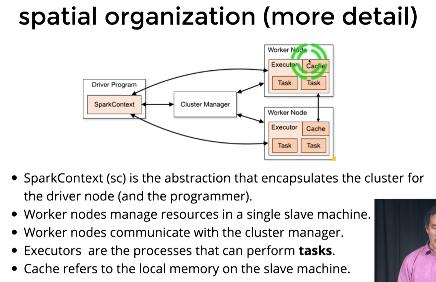 spatial organization (more detail)
Worker Node
Executor Cache
Task Task
Driver Program
SparkContext
Cluster Manager
Worker Node
Executor Cache
Task Task
• SparkContext (sc) is the abstraction that encapsulates the cluster for
the driver node (and the programmer).
• Worker nodes manage resources in a single slave machine.
• Worker nodes communicate with the cluster manager.
• Executors are the processes that can perform tasks.
• Cache refers to the local memory on the slave machine.